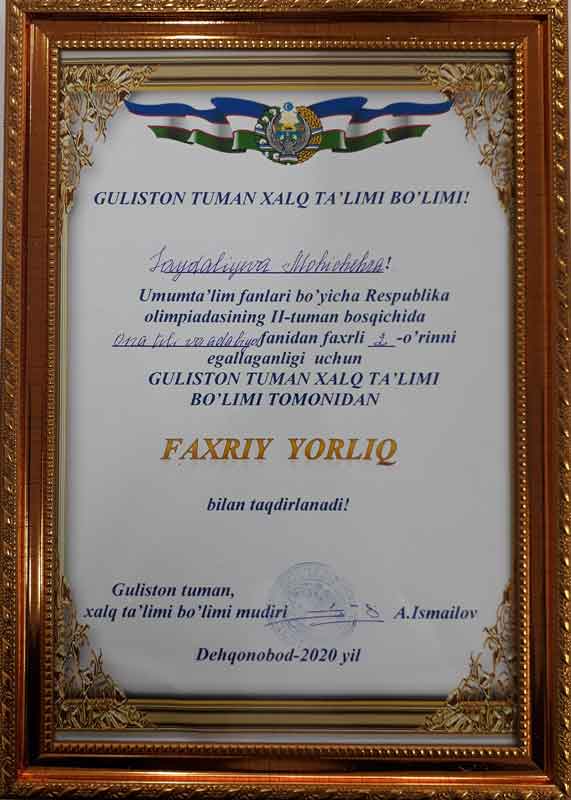 GULISTON TUMAN XALQ TA'LIMI BO'LIMI!
Saydaliyeva Mohichehra!
Umumta'lim fanlari bo'yicha Respublika
olimpiadasining II-tuman bosqichida
Ona tili va adabiyot fanidan faxrli 2 -o'rinni
egallaganligi uchun
GULISTON TUMAN XALQ TA'LIMI
BO'LIMI TOMONIDAN
FAXRIY YORLIQ
bilan taqdirlanadi!
Guliston tuman,
xalq ta'limi bo'limi mudiri A.Ismailov
Dehqonobod-2020 yil